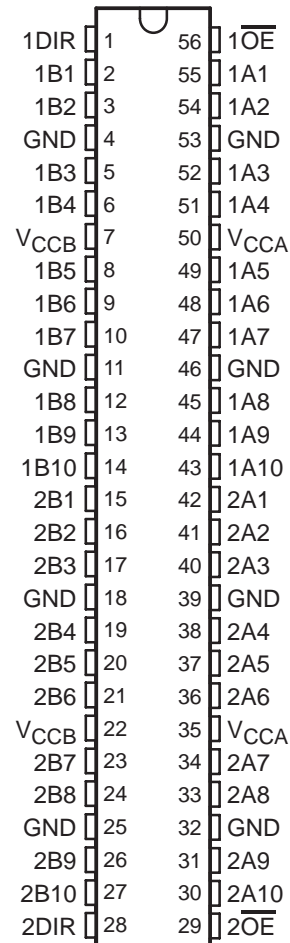 1DIR 1 56 1O̅E̅
1B1 2 55 1A1
1B2 3 54 1A2
GND 4 53 GND
1B3 5 52 1A3
1B4 6 51 1A4
VCCB 7 50 VCCA
1B5 8 49 1A5
1B6 9 48 1A6
1B7 10 47 1A7
GND 11 46 GND
1B8 12 45 1A8
1B9 13 44 1A9
1B10 14 43 1A10
2B1 15 42 2A1
2B2 16 41 2A2
2B3 17 40 2A3
GND 18 39 GND
2B4 19 38 2A4
2B5 20 37 2A5
2B6 21 36 2A6
VCCB 22 35 VCCA
2B7 23 34 2A7
2B8 24 33 2A8
GND 25 32 GND
2B9 26 31 2A9
2B10 27 30 2A10
2DIR 28 29 2O̅E̅